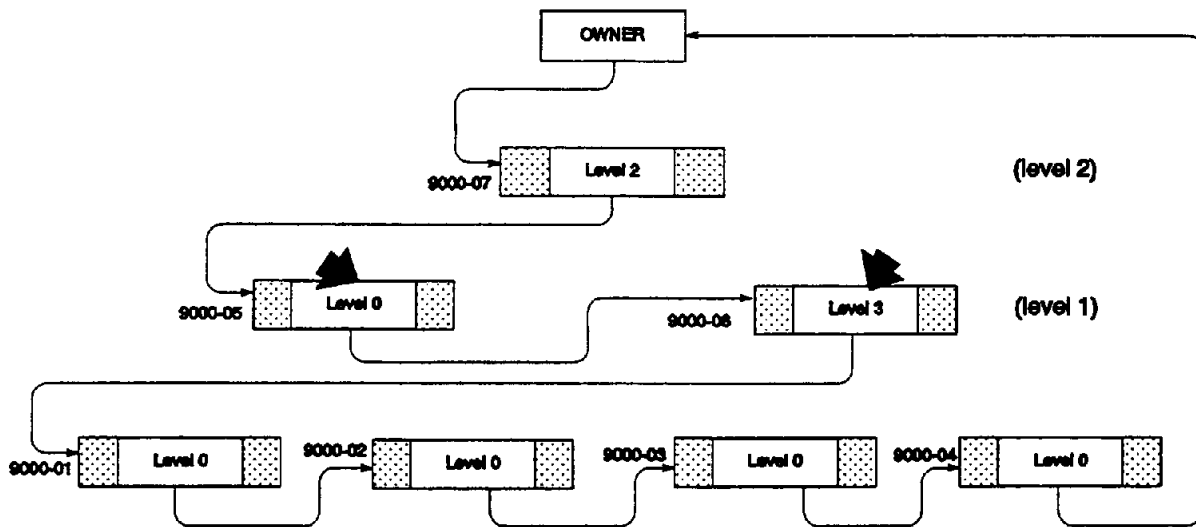 OWNER
Level 2
(level 2)
9000-07
Level 0
Level 3
(level 1)
9000-05
9000-06
9000-01
Level 0
9000-02
Level 0
9000-03
Level 0
9000-04
Level 0